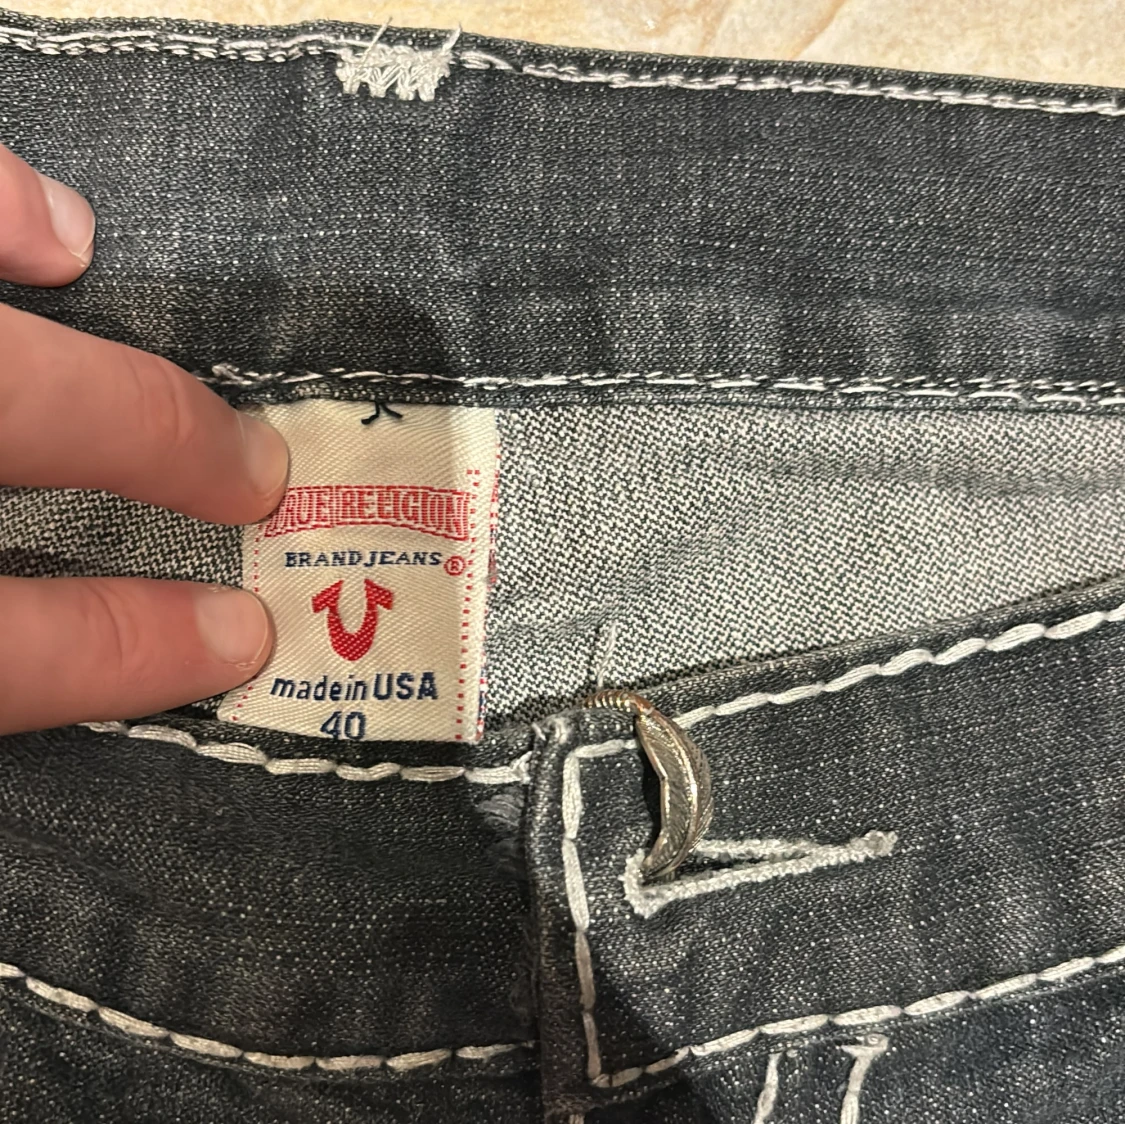 TRUE RELIGION
BRAND JEANS ®
made in USA
40